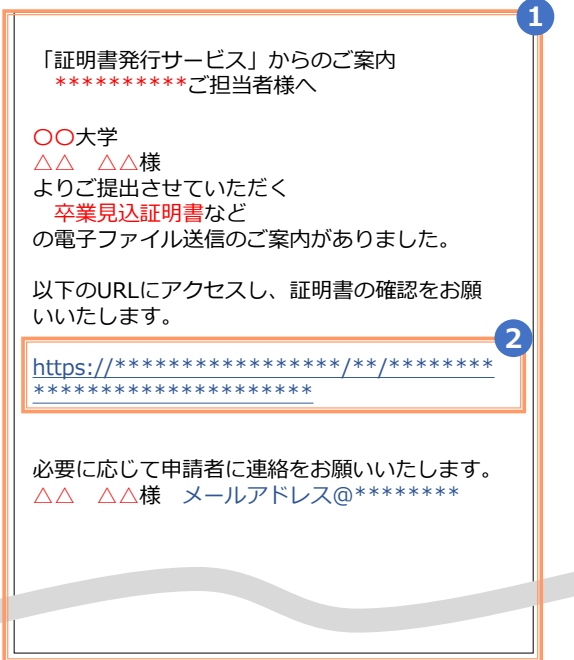 1
「証明書発行サービス」からのご案内
**********ご担当者様へ
〇〇大学
△△　△△様
よりご提出させていただく
卒業見込証明書など
の電子ファイル送信のご案内がありました。
以下のURLにアクセスし、証明書の確認をお願
いいたします。
2
https://*****************/**/********
*********************
必要に応じて申請者に連絡をお願いいたします。
△△　△△様　メールアドレス@********